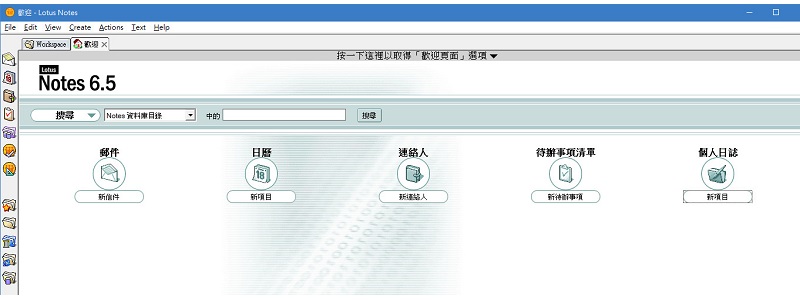 歡迎 - Lotus Notes
File Edit View Create Actions Text Help
Workspace 歡迎
按一下這裡以取得「歡迎頁面」選項
Lotus
Notes 6.5
搜尋 Notes 資料庫目錄 中的 搜尋
郵件 日曆 連絡人 待辦事項清單 個人日誌
16
新信件 新項目 新連絡人 新待辦事項 新項目